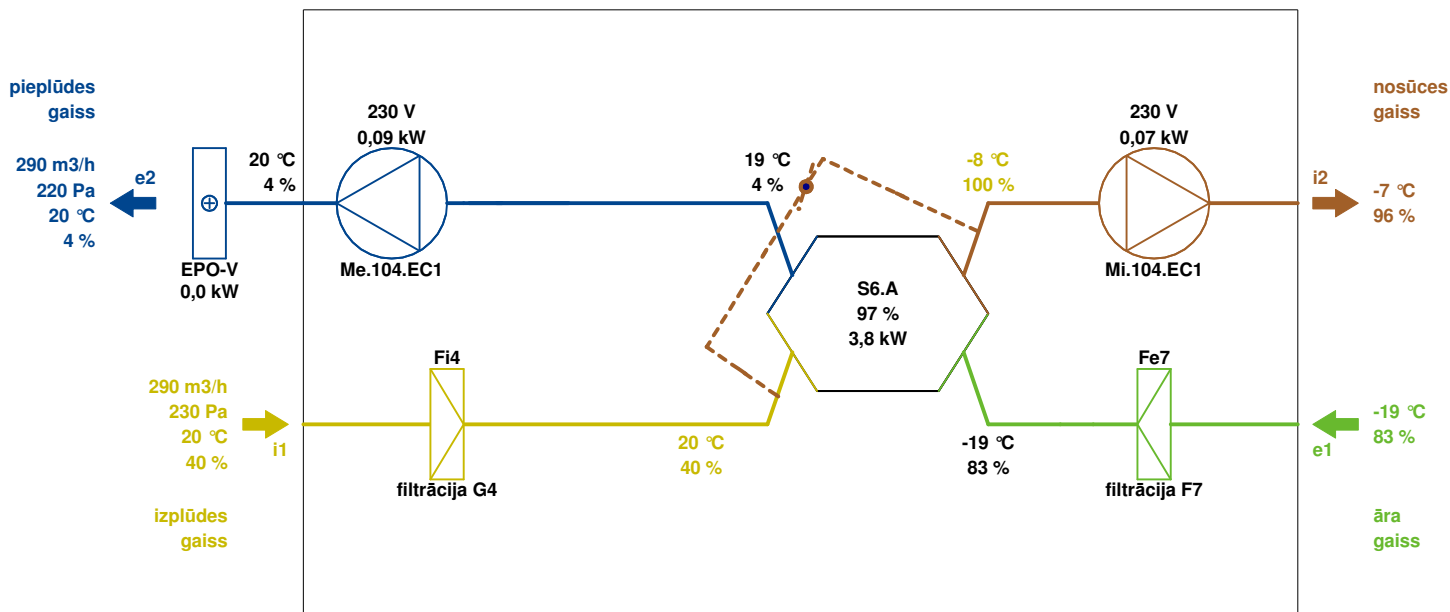 pieplūdes
gaiss
290 m3/h
220 Pa
20 °C
4 %
e2
EPO-V
0,0 kW
20 °C
4 %
230 V
0,09 kW
Me.104.EC1
19 °C
4 %
-8 °C
100 %
230 V
0,07 kW
Mi.104.EC1
nosūces
gaiss
i2
-7 °C
96 %
S6.A
97 %
3,8 kW
290 m3/h
230 Pa
20 °C
40 %
i1
izplūdes
gaiss
Fi4
filtrācija G4
20 °C
40 %
-19 °C
83 %
Fe7
filtrācija F7
-19 °C
83 %
e1
āra
gaiss